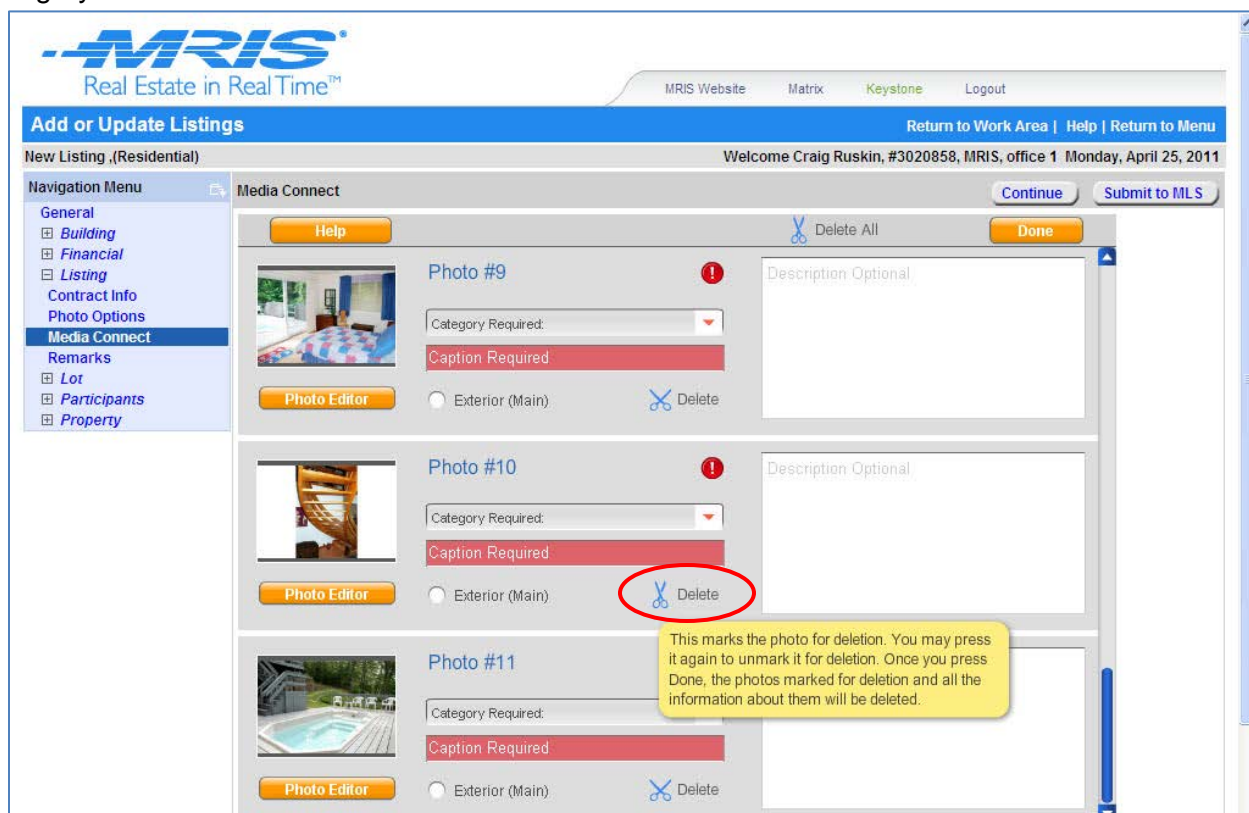 MRIS
Real Estate in Real Time™
MRIS Website Matrix Keystone Logout
Add or Update Listings
Return to Work Area | Help | Return to Menu
New Listing ,(Residential)
Welcome Craig Ruskin, #3020858, MRIS, office 1 Monday, April 25, 2011
Navigation Menu
General
Building
Financial
Listing
Contract Info
Photo Options
Media Connect
Remarks
Lot
Participants
Property
Media Connect
Continue
Submit to MLS
Help
Delete All
Done
Photo #9
Description Optional
Category Required:
Caption Required
Photo Editor
Exterior (Main)
Delete
Photo #10
Description Optional
Category Required:
Caption Required
Photo Editor
Exterior (Main)
Delete
This marks the photo for deletion. You may press
it again to unmark it for deletion. Once you press
Done, the photos marked for deletion and all the
information about them will be deleted.
Photo #11
Category Required:
Caption Required
Photo Editor
Exterior (Main)
Delete